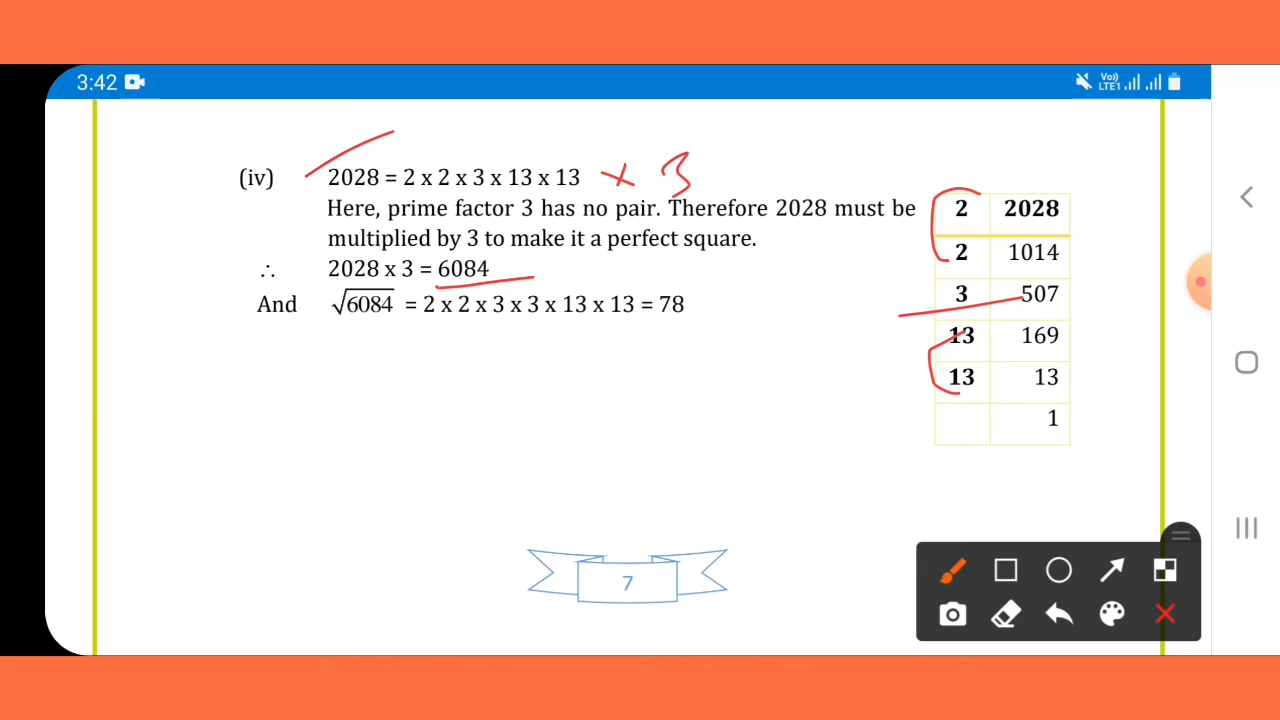 3:42
Vo)
LTE1
(iv) 2028 = 2 x 2 x 3 x 13 x 13 x 3
Here, prime factor 3 has no pair. Therefore 2028 must be
multiplied by 3 to make it a perfect square.
∴ 2028 x 3 = 6084
And √6084 = 2 x 2 x 3 x 3 x 13 x 13 = 78
2 2028
2 1014
3 507
13 169
13 13
1
7